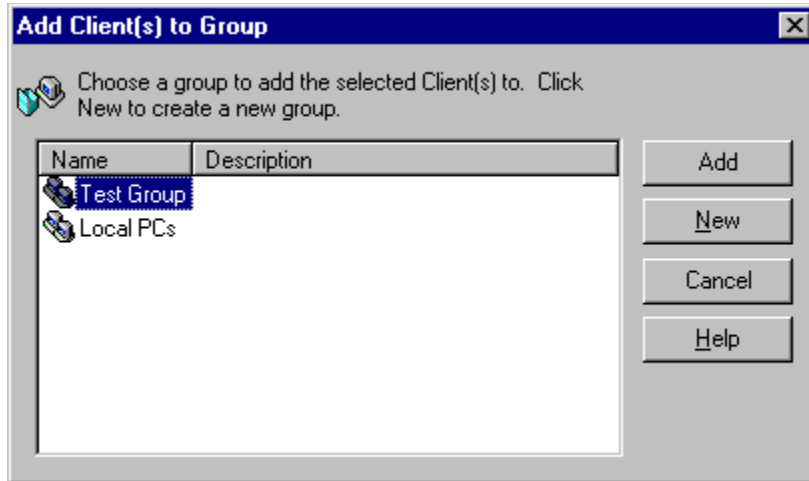 Add Client(s) to Group
Choose a group to add the selected Client(s) to. Click
New to create a new group.
Name Description
Test Group
Local PCs
Add
New
Cancel
Help